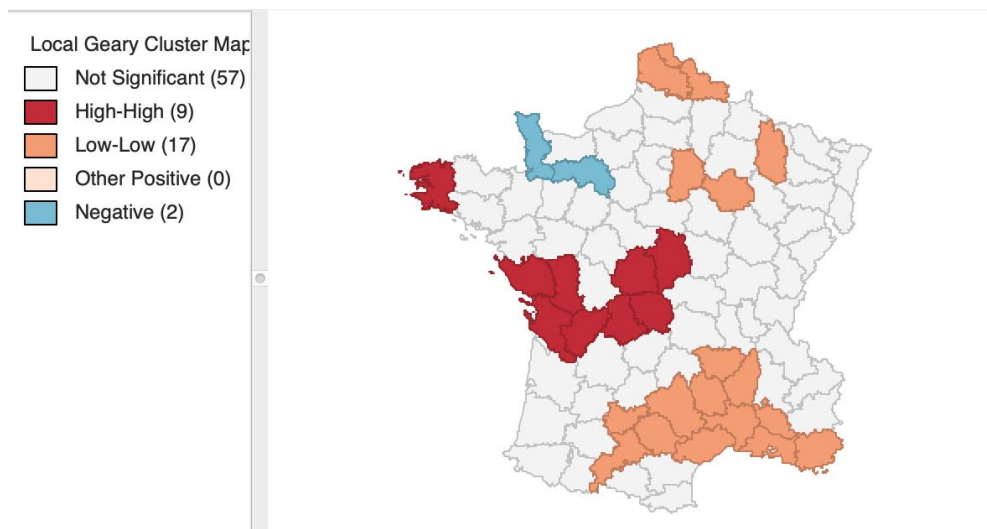 Local Geary Cluster Map
Not Significant (57)
High-High (9)
Low-Low (17)
Other Positive (0)
Negative (2)